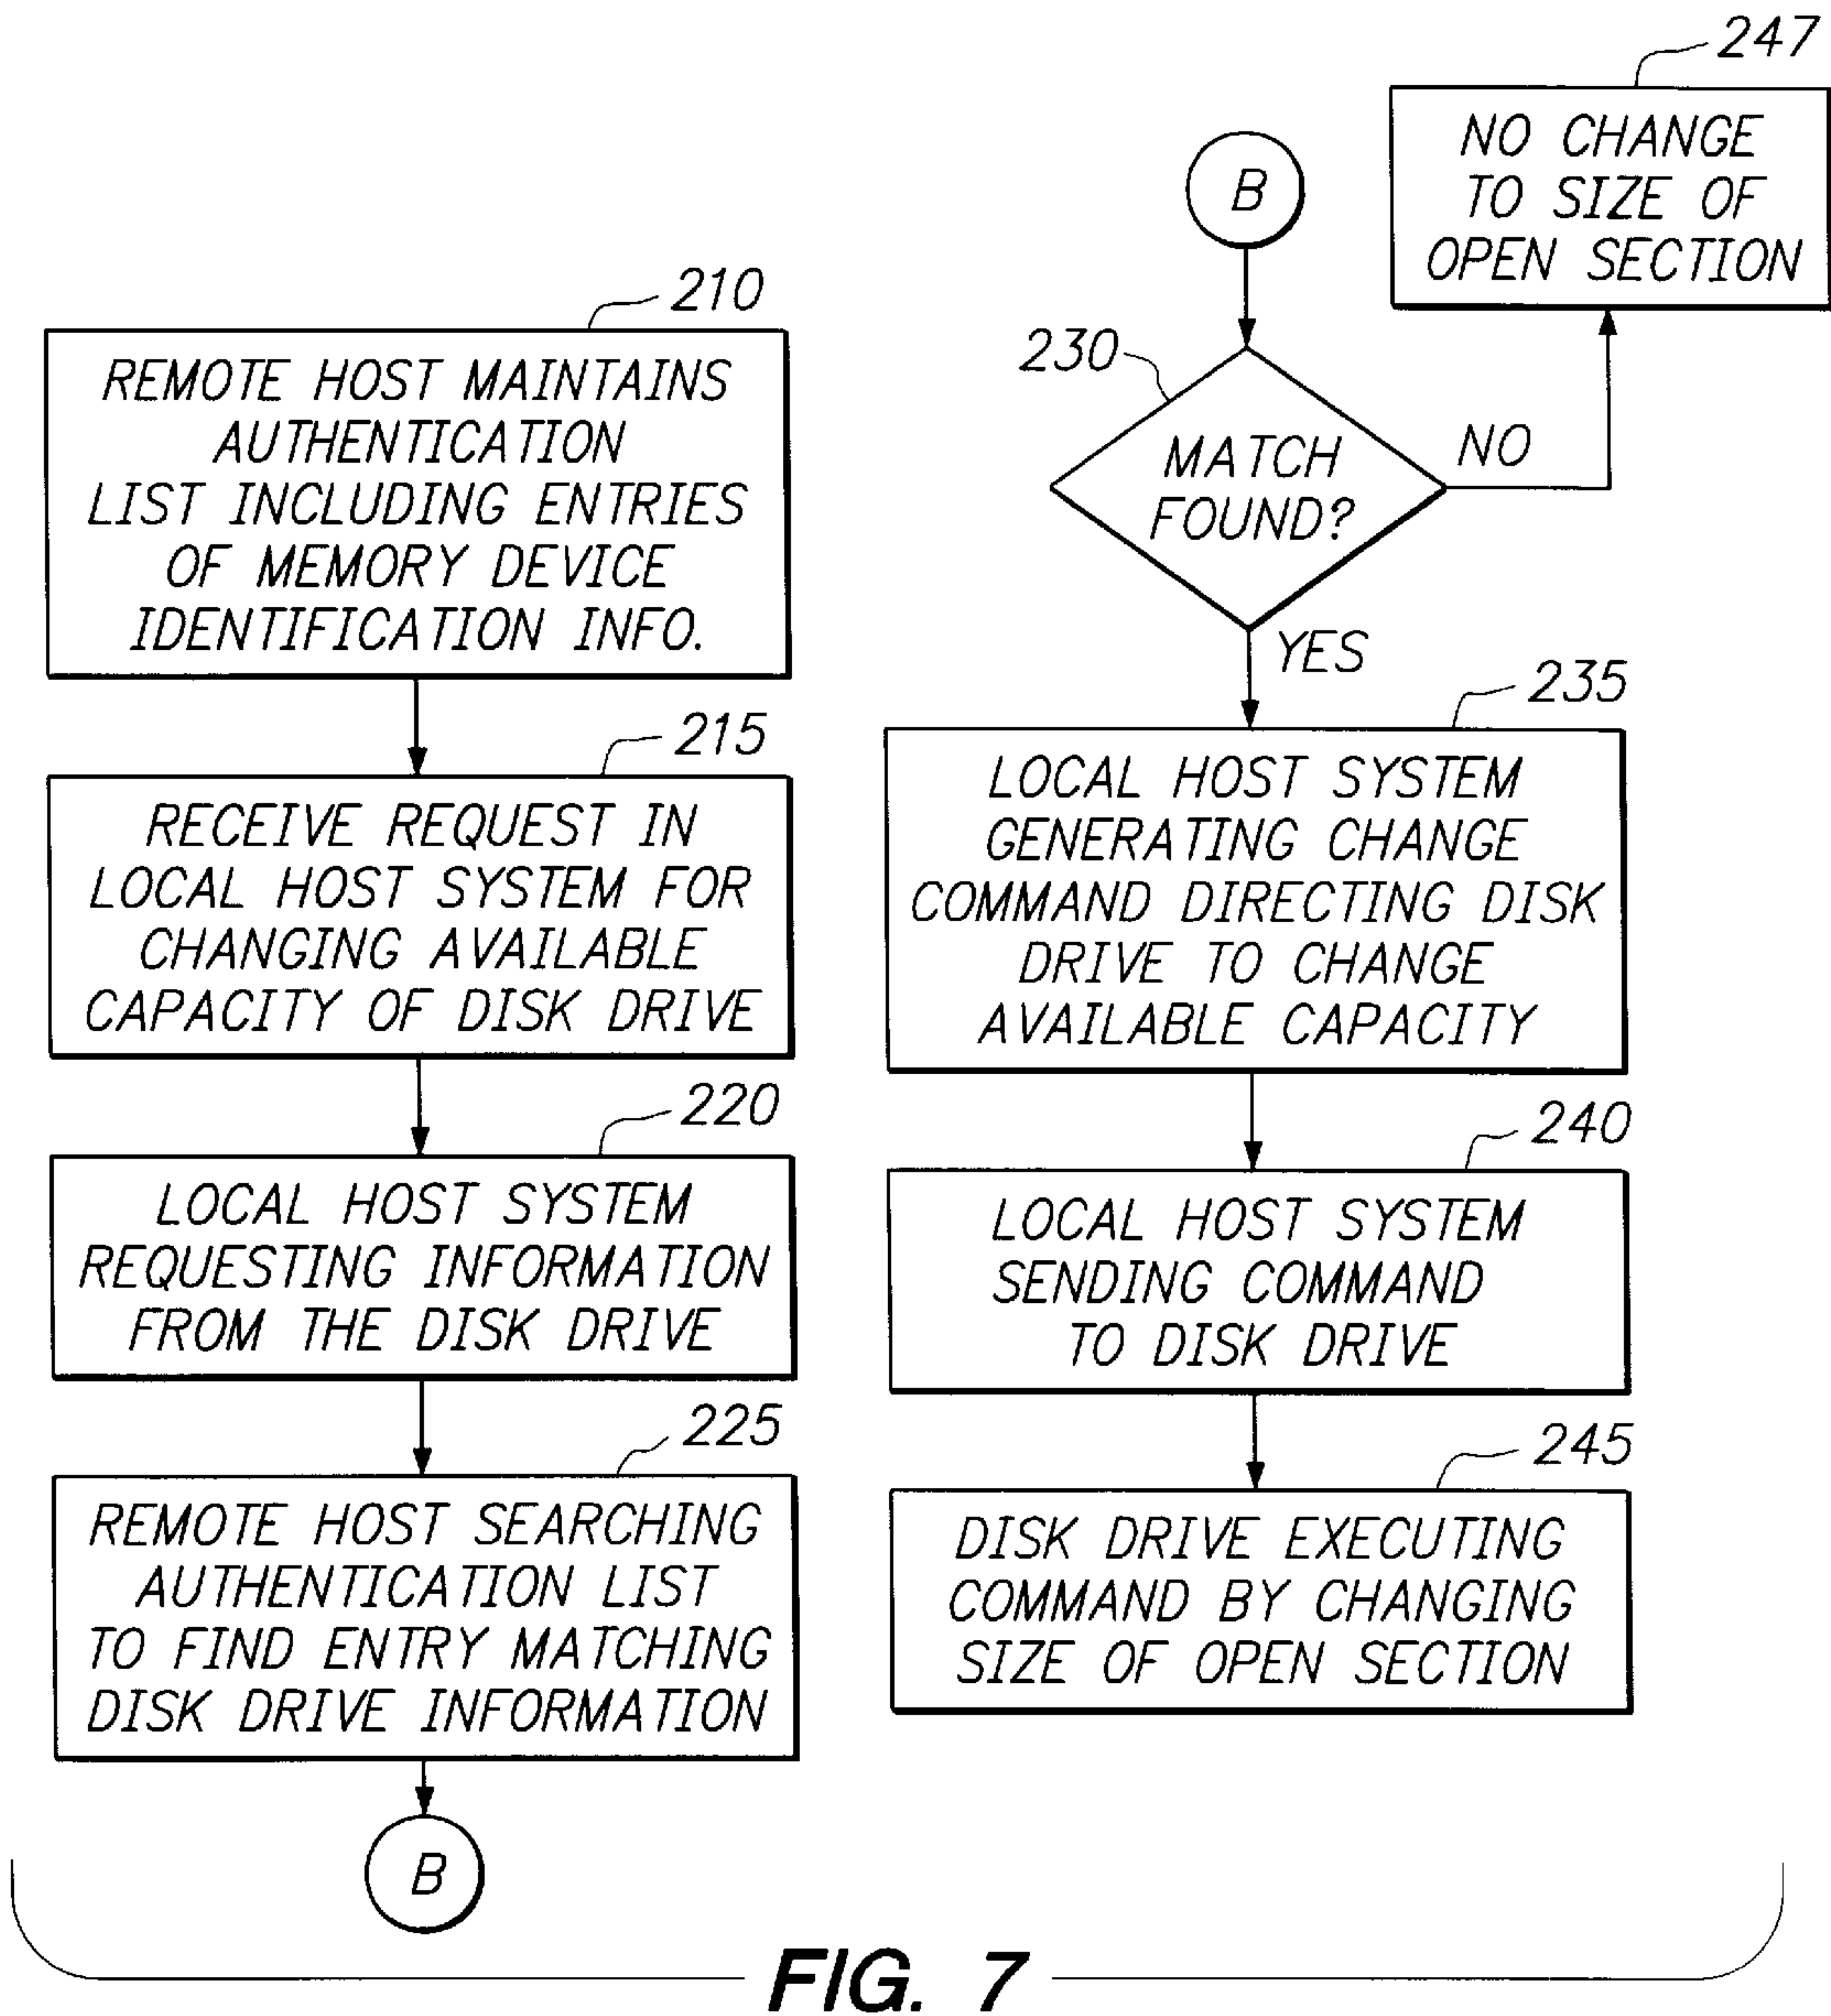 210
REMOTE HOST MAINTAINS
AUTHENTICATION
LIST INCLUDING ENTRIES
OF MEMORY DEVICE
IDENTIFICATION INFO.
215
RECEIVE REQUEST IN
LOCAL HOST SYSTEM FOR
CHANGING AVAILABLE
CAPACITY OF DISK DRIVE
220
LOCAL HOST SYSTEM
REQUESTING INFORMATION
FROM THE DISK DRIVE
225
REMOTE HOST SEARCHING
AUTHENTICATION LIST
TO FIND ENTRY MATCHING
DISK DRIVE INFORMATION
B
B
247
NO CHANGE
TO SIZE OF
OPEN SECTION
230
MATCH
FOUND?
NO
YES
235
LOCAL HOST SYSTEM
GENERATING CHANGE
COMMAND DIRECTING DISK
DRIVE TO CHANGE
AVAILABLE CAPACITY
240
LOCAL HOST SYSTEM
SENDING COMMAND
TO DISK DRIVE
245
DISK DRIVE EXECUTING
COMMAND BY CHANGING
SIZE OF OPEN SECTION
FIG. 7